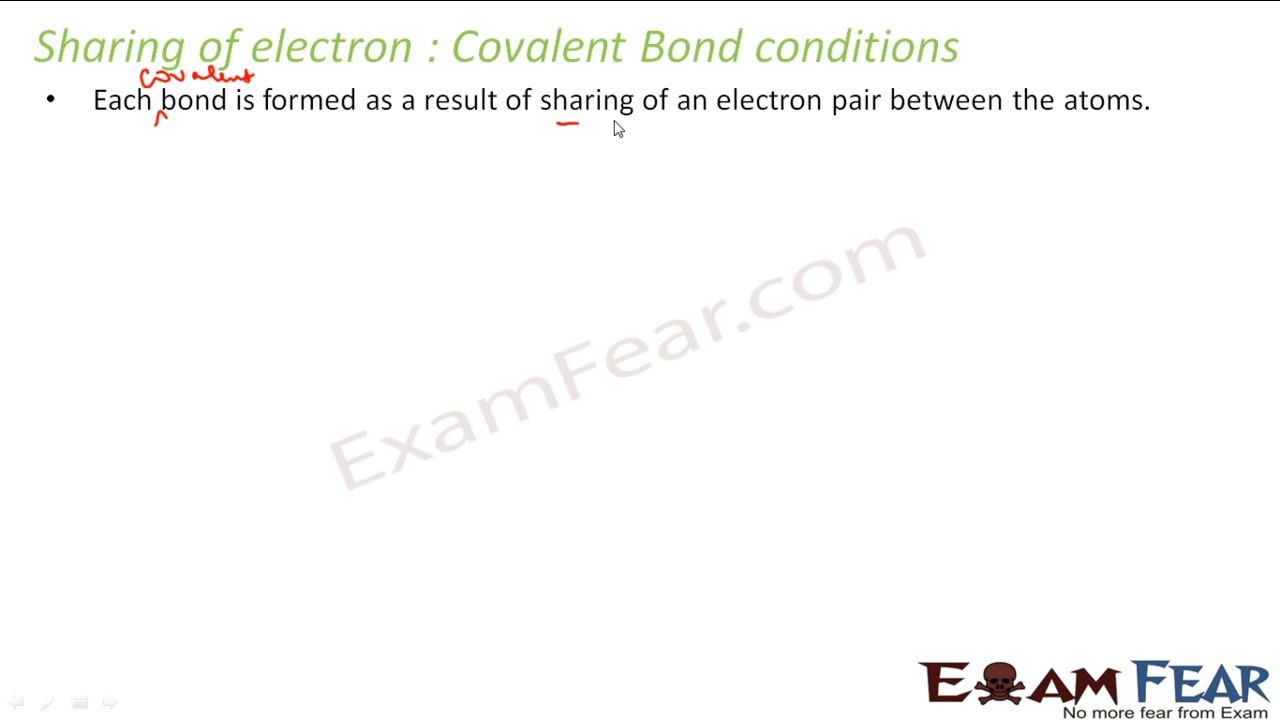 Sharing of electron : Covalent Bond conditions
covalent
• Each bond is formed as a result of sharing of an electron pair between the atoms.
ExamFear.com
EXAM FEAR
No more fear from Exam